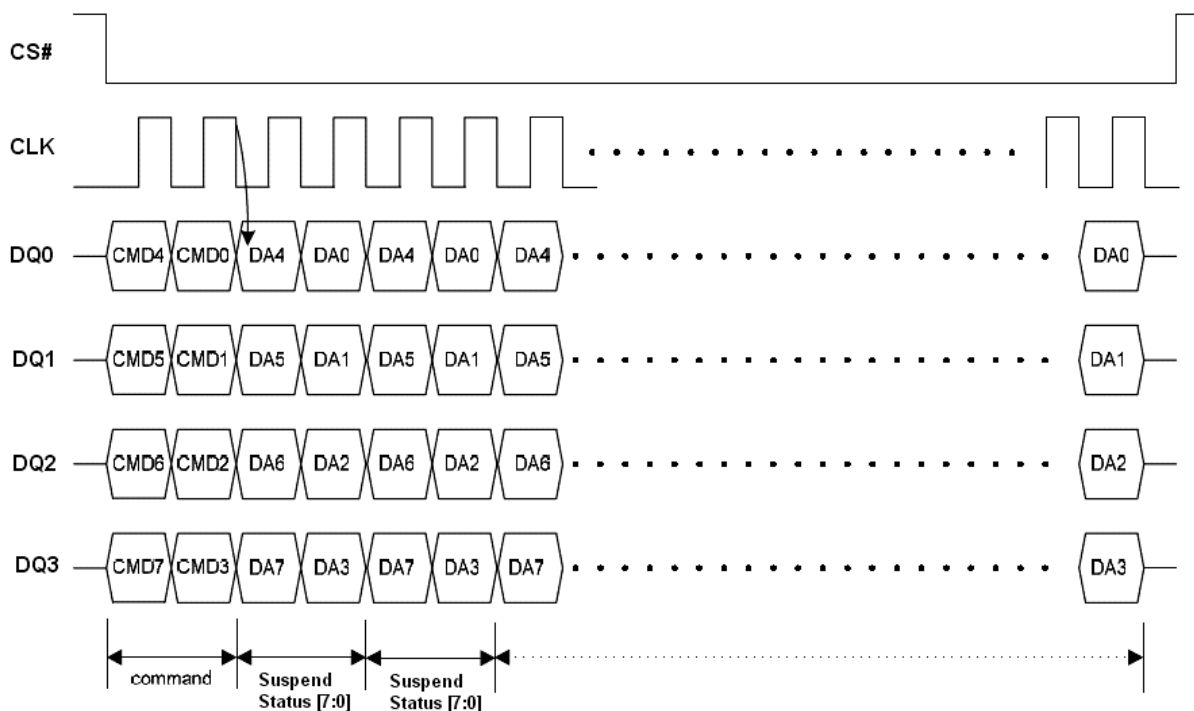 CS#
CLK
DQ0 CMD4 CMD0 DA4 DA0 DA4 DA0 DA4 DA0
DQ1 CMD5 CMD1 DA5 DA1 DA5 DA1 DA5 DA1
DQ2 CMD6 CMD2 DA6 DA2 DA6 DA2 DA6 DA2
DQ3 CMD7 CMD3 DA7 DA3 DA7 DA3 DA7 DA3
command
Suspend
Status [7:0]
Suspend
Status [7:0]